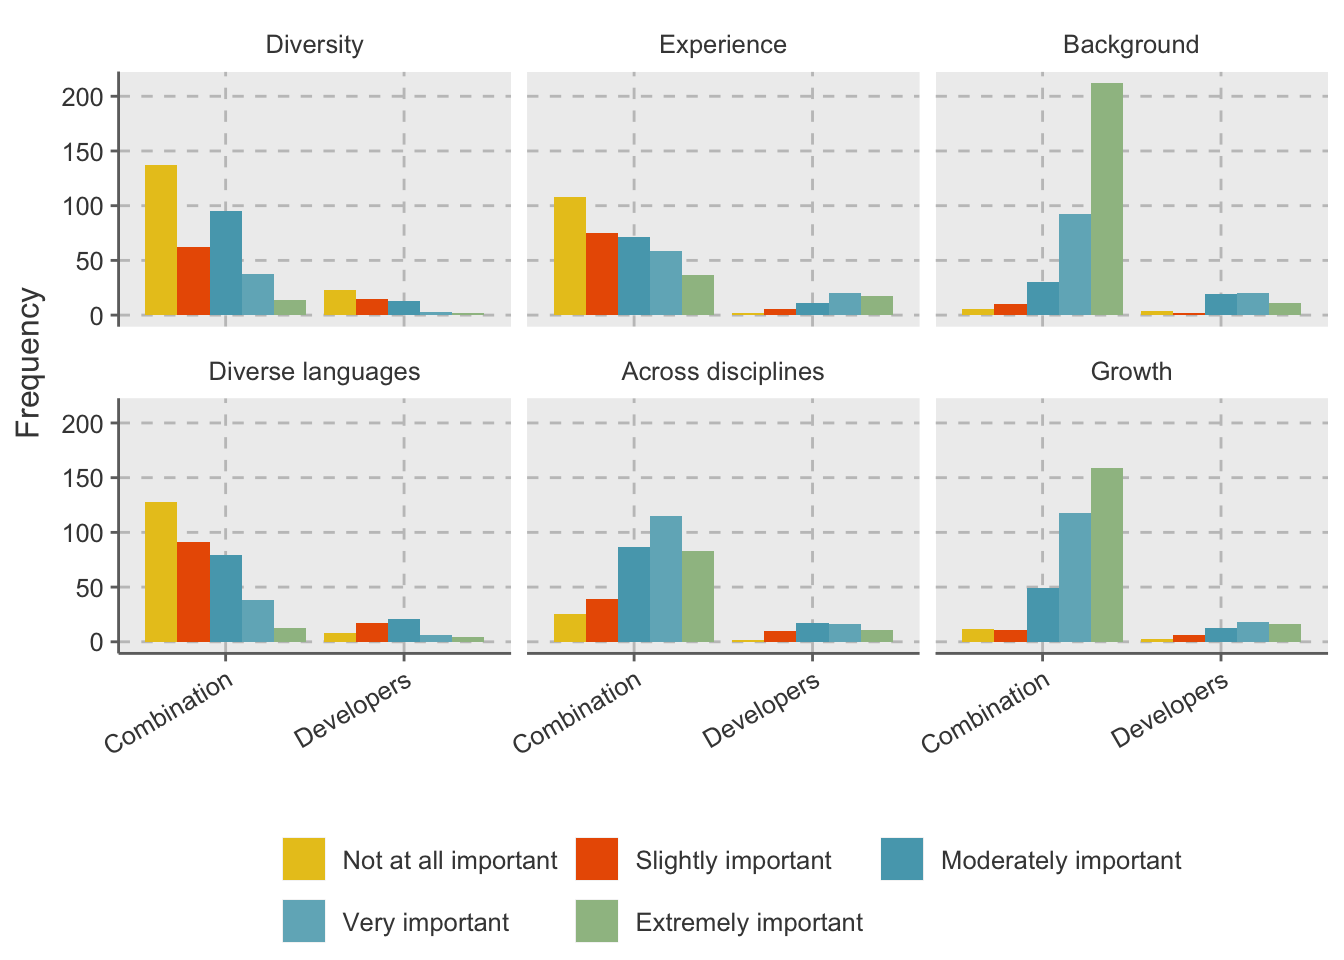 Diversity Experience Background
200
150
100
50
0
Diverse languages Across disciplines Growth
200
150
100
50
0
Frequency
Combination Developers Combination Developers Combination Developers
Not at all important Slightly important Moderately important
Very important Extremely important